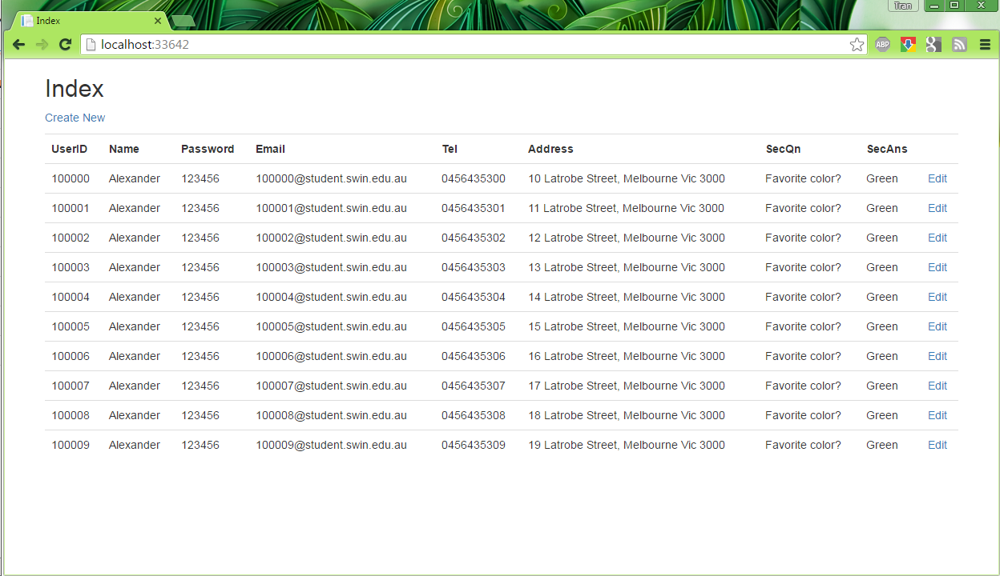 Tran
Index
localhost:33642
ABP
Index
Create New
UserID Name Password Email Tel Address SecQn SecAns
100000 Alexander 123456 100000@student.swin.edu.au 0456435300 10 Latrobe Street, Melbourne Vic 3000 Favorite color? Green Edit
100001 Alexander 123456 100001@student.swin.edu.au 0456435301 11 Latrobe Street, Melbourne Vic 3000 Favorite color? Green Edit
100002 Alexander 123456 100002@student.swin.edu.au 0456435302 12 Latrobe Street, Melbourne Vic 3000 Favorite color? Green Edit
100003 Alexander 123456 100003@student.swin.edu.au 0456435303 13 Latrobe Street, Melbourne Vic 3000 Favorite color? Green Edit
100004 Alexander 123456 100004@student.swin.edu.au 0456435304 14 Latrobe Street, Melbourne Vic 3000 Favorite color? Green Edit
100005 Alexander 123456 100005@student.swin.edu.au 0456435305 15 Latrobe Street, Melbourne Vic 3000 Favorite color? Green Edit
100006 Alexander 123456 100006@student.swin.edu.au 0456435306 16 Latrobe Street, Melbourne Vic 3000 Favorite color? Green Edit
100007 Alexander 123456 100007@student.swin.edu.au 0456435307 17 Latrobe Street, Melbourne Vic 3000 Favorite color? Green Edit
100008 Alexander 123456 100008@student.swin.edu.au 0456435308 18 Latrobe Street, Melbourne Vic 3000 Favorite color? Green Edit
100009 Alexander 123456 100009@student.swin.edu.au 0456435309 19 Latrobe Street, Melbourne Vic 3000 Favorite color? Green Edit